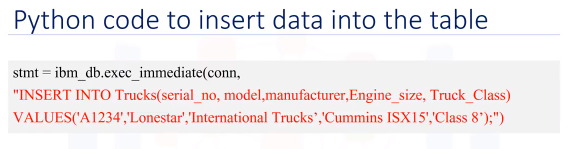 Python code to insert data into the table
stmt = ibm_db.exec_immediate(conn,
"INSERT INTO Trucks(serial_no, model,manufacturer,Engine_size, Truck_Class)
VALUES('A1234','Lonestar','International Trucks’,'Cummins ISX15','Class 8’);")